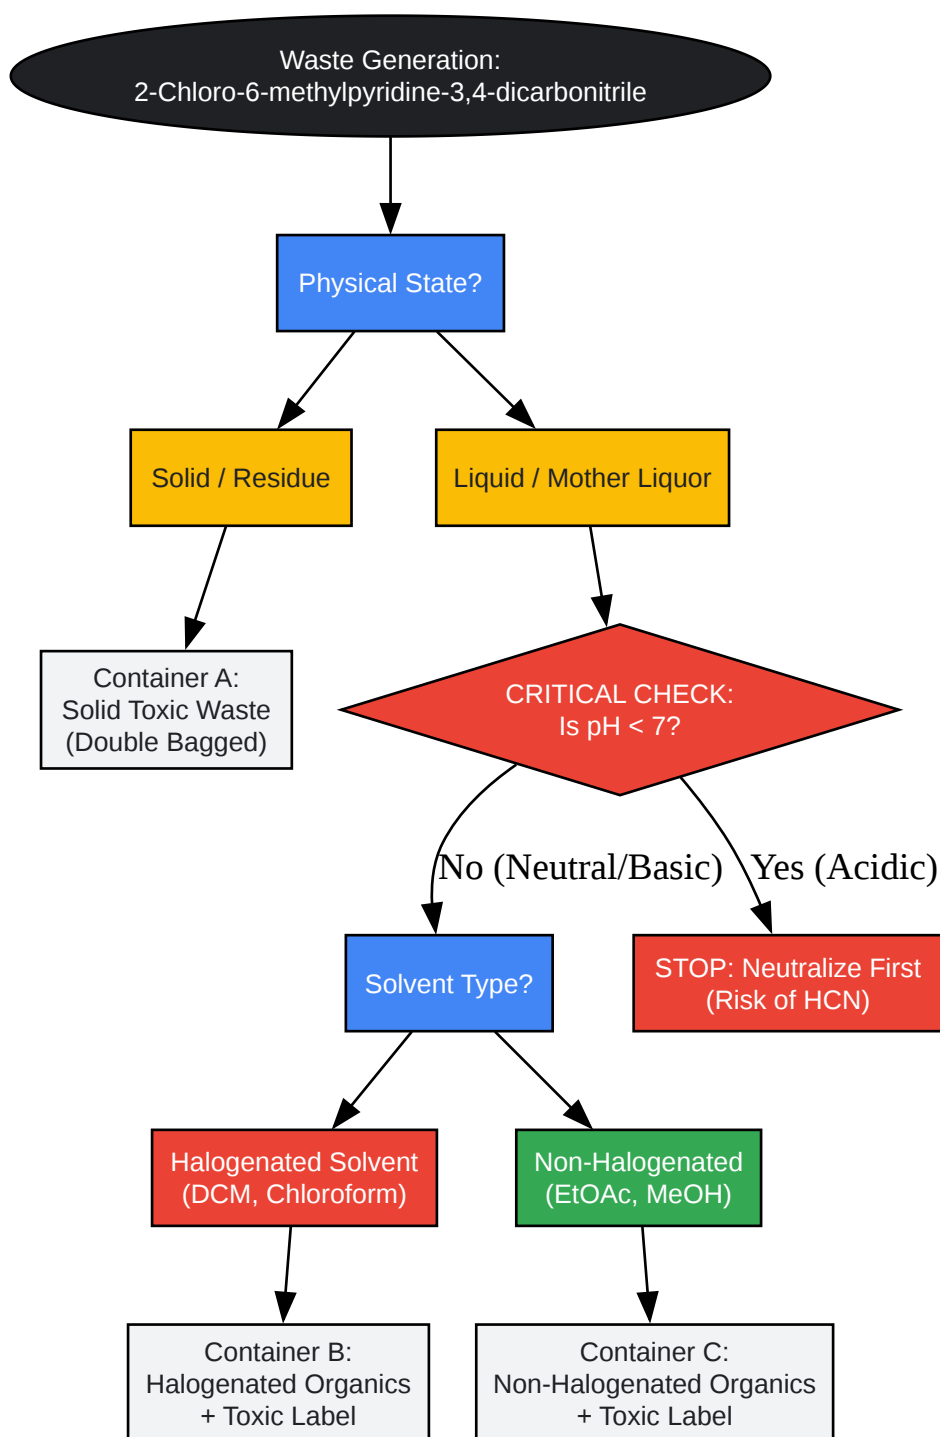 Waste Generation:
2-Chloro-6-methylpyridine-3,4-dicarbonitrile
Physical State?
Solid / Residue
Liquid / Mother Liquor
Container A:
Solid Toxic Waste
(Double Bagged)
CRITICAL CHECK:
Is pH < 7?
No (Neutral/Basic)
Yes (Acidic)
Solvent Type?
STOP: Neutralize First
(Risk of HCN)
Halogenated Solvent
(DCM, Chloroform)
Non-Halogenated
(EtOAc, MeOH)
Container B:
Halogenated Organics
+ Toxic Label
Container C:
Non-Halogenated Organics
+ Toxic Label